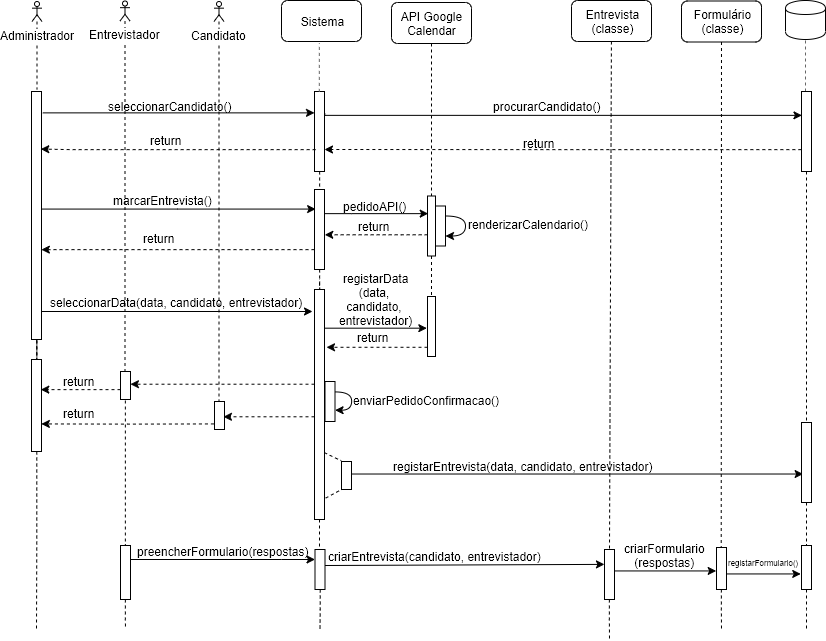 Administrador
Entrevistador
Candidato
Sistema
API Google
Calendar
Entrevista
(classe)
Formulário
(classe)
seleccionarCandidato()
procurarCandidato()
return
return
marcarEntrevista()
pedidoAPI()
return
renderizarCalendario()
return
registarData
(data,
candidato,
entrevistador)
seleccionarData(data, candidato, entrevistador)
return
return
enviarPedidoConfirmacao()
return
registarEntrevista(data, candidato, entrevistador)
preencherFormulario(respostas)
criarEntrevista(candidato, entrevistador)
criarFormulario
(respostas)
registarFormulario()